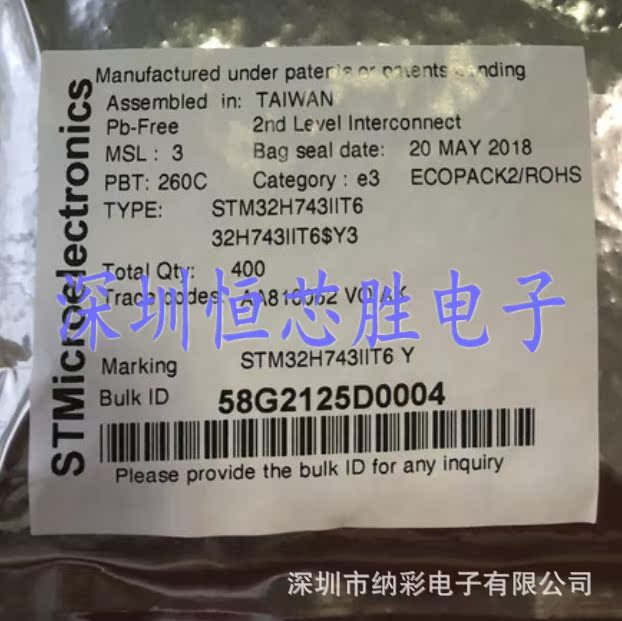 STMicroelectronics
Manufactured under patents or patents pending
Assembled in: TAIWAN
Pb-Free 2nd Level Interconnect
MSL : 3 Bag seal date: 20 MAY 2018
PBT: 260C Category : e3 ECOPACK2/ROHS
TYPE: STM32H743IIT6
32H743IIT6$Y3
Total Qty: 400
Trace codes:
深圳恒芯胜电子
Marking STM32H743IIT6 Y
Bulk ID 58G2125D0004
Please provide the bulk ID for any inquiry
深圳市纳彩电子有限公司